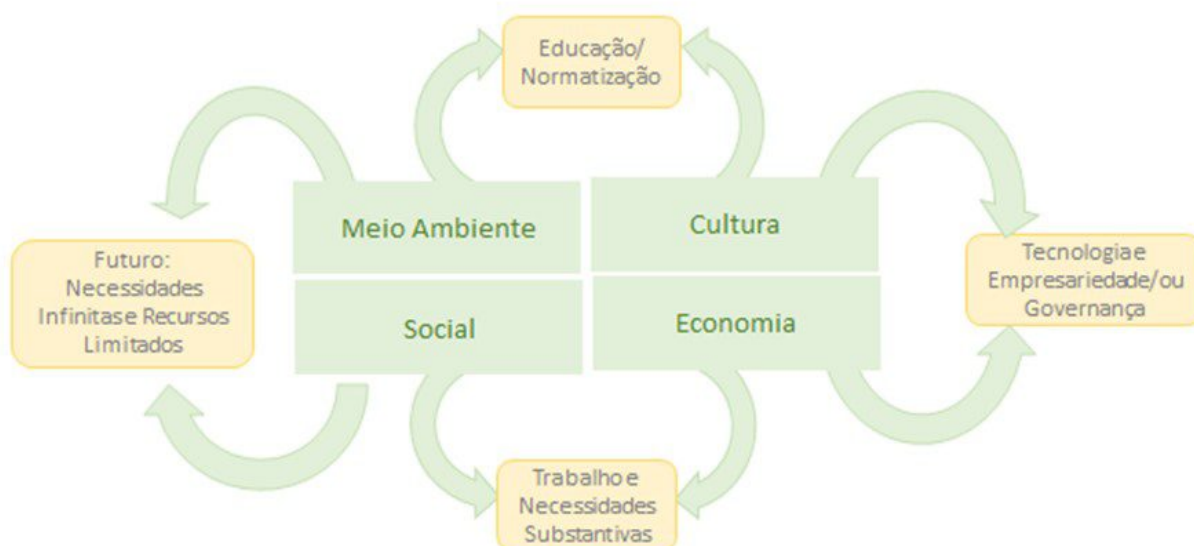 Educação/
Normatização
Meio Ambiente
Cultura
Futuro:
Necessidades
Infinitas e Recursos
Limitados
Tecnologia e
Empresariedade/ou
Governança
Social
Economia
Trabalho e
Necessidades
Substantivas